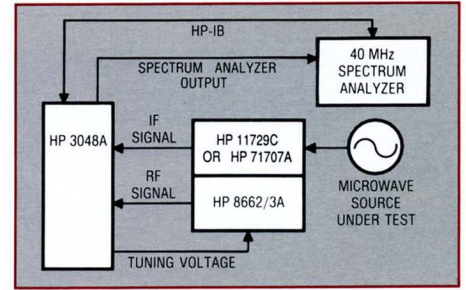 HP-IB
SPECTRUM ANALYZER
OUTPUT
40 MHz
SPECTRUM
ANALYZER
HP 3048A
IF
SIGNAL
HP 11729C
OR HP 71707A
RF
SIGNAL
HP 8662/3A
MICROWAVE
SOURCE
UNDER TEST
TUNING VOLTAGE